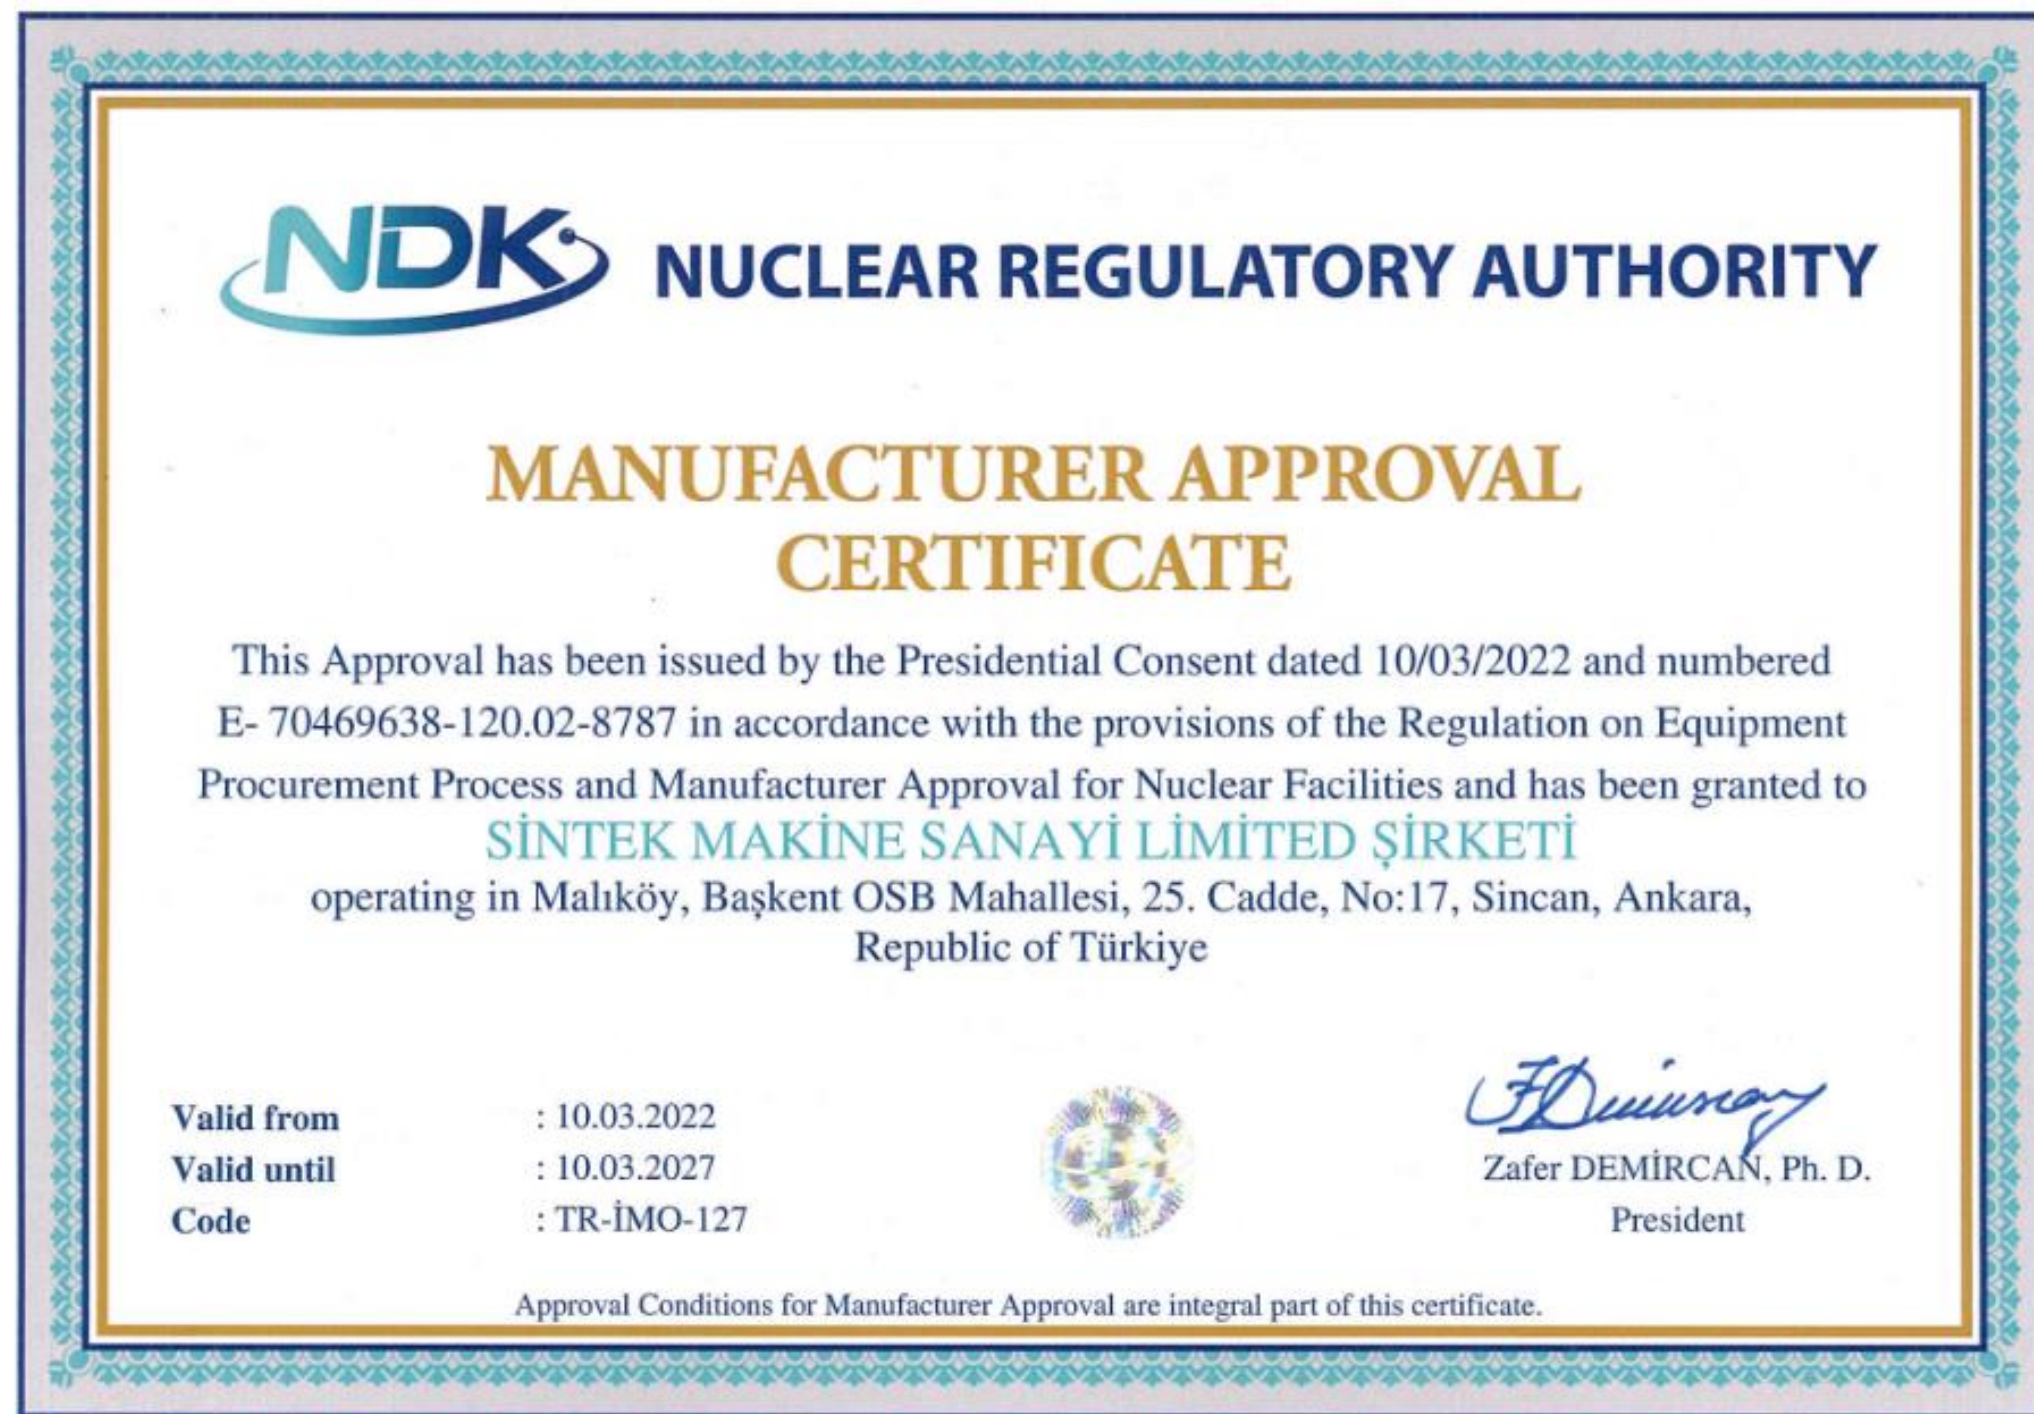 NDK NUCLEAR REGULATORY AUTHORITY
MANUFACTURER APPROVAL
CERTIFICATE
This Approval has been issued by the Presidential Consent dated 10/03/2022 and numbered
E- 70469638-120.02-8787 in accordance with the provisions of the Regulation on Equipment
Procurement Process and Manufacturer Approval for Nuclear Facilities and has been granted to
SİNTEK MAKİNE SANAYİ LİMİTED ŞİRKETİ
operating in Malıköy, Başkent OSB Mahallesi, 25. Cadde, No:17, Sincan, Ankara,
Republic of Türkiye
Valid from : 10.03.2022
Valid until : 10.03.2027
Code : TR-İMO-127
Zafer DEMİRCAN, Ph. D.
President
Approval Conditions for Manufacturer Approval are integral part of this certificate.